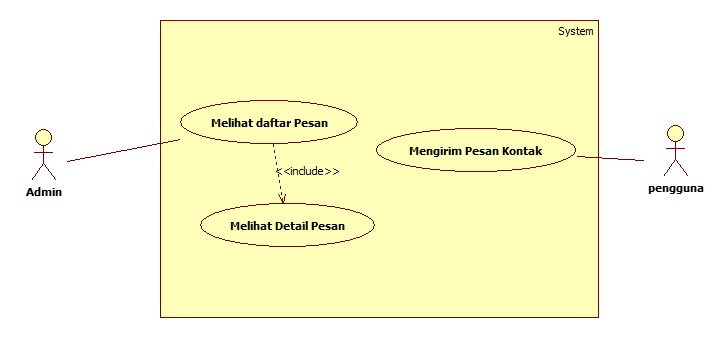 System
Melihat daftar Pesan
Mengirim Pesan Kontak
<<include>>
Admin
pengguna
Melihat Detail Pesan